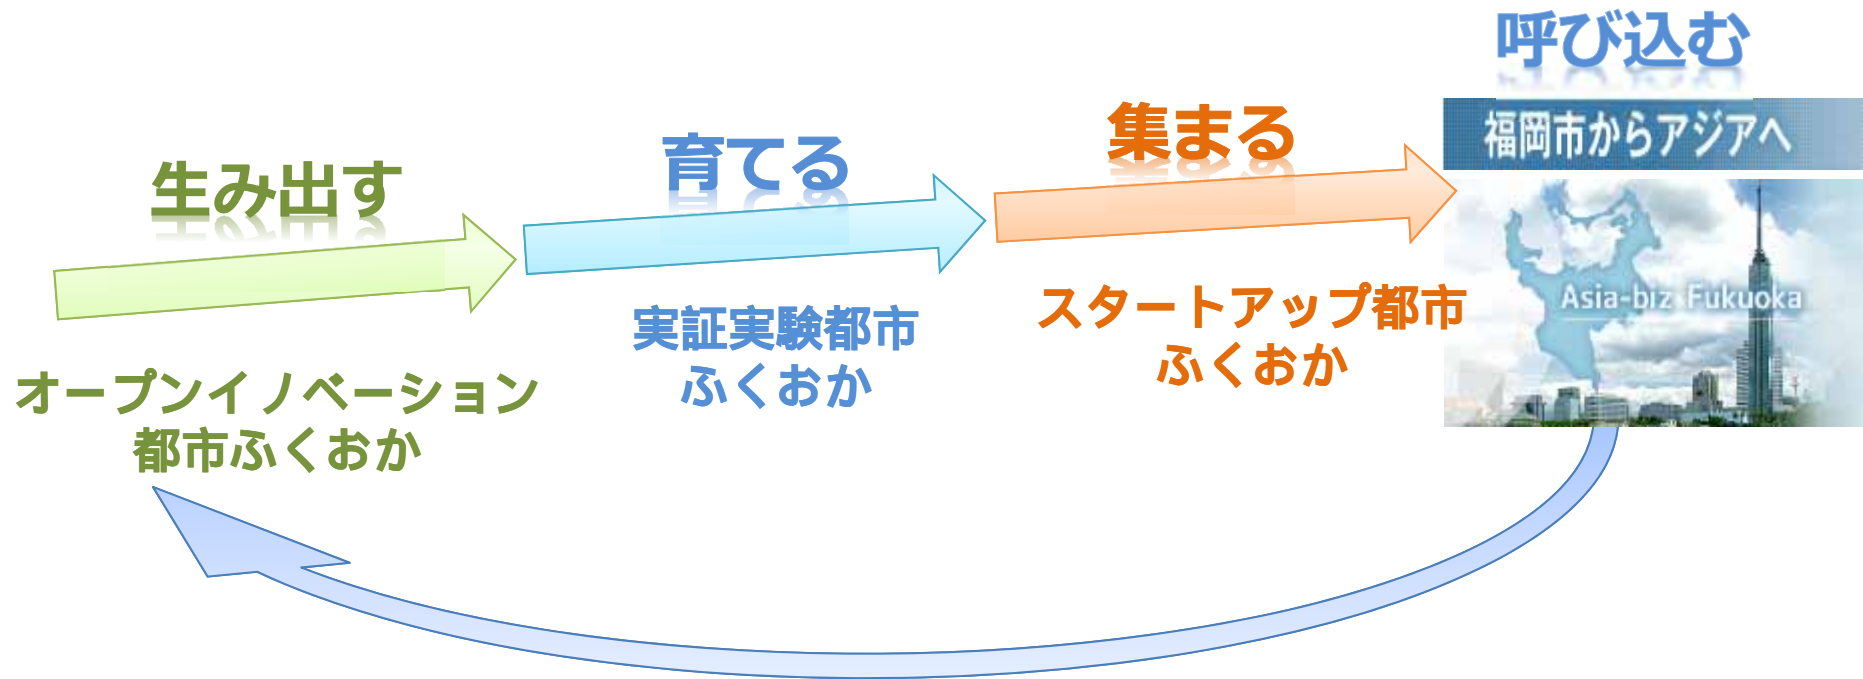 生み出す
オープンイノベーション
都市ふくおか
育てる
実証実験都市
ふくおか
集まる
スタートアップ都市
ふくおか
呼び込む
福岡市からアジアへ
Asia-biz Fukuoka